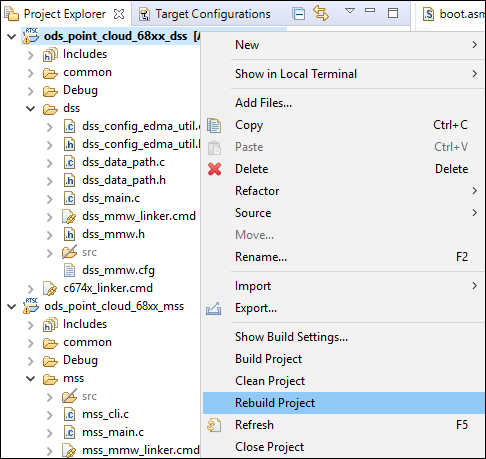 Project Explorer
Target Configurations
boot.asm
ods_point_cloud_68xx_dss [A
Includes
common
Debug
dss
dss_config_edma_util.c
dss_config_edma_util.h
dss_data_path.c
dss_data_path.h
dss_main.c
dss_mmw_linker.cmd
dss_mmw.h
src
dss_mmw.cfg
c674x_linker.cmd
ods_point_cloud_68xx_mss
Includes
common
Debug
mss
src
mss_cli.c
mss_main.c
mss_mmw_linker.cmd
New
Show in Local Terminal
Add Files...
Copy Ctrl+C
Paste Ctrl+V
Delete Delete
Refactor
Source
Move...
Rename... F2
Import
Export...
Show Build Settings...
Build Project
Clean Project
Rebuild Project
Refresh F5
Close Project